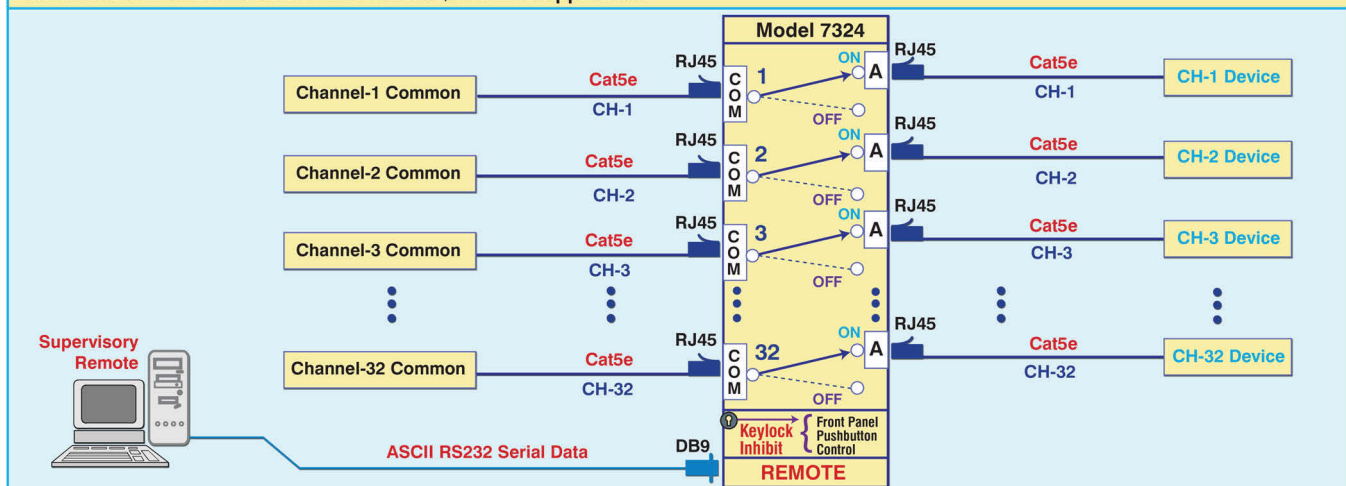 Model 7324
Channel-1 Common
Cat5e
CH-1
RJ45
COM
1
ON
OFF
A
RJ45
Cat5e
CH-1
CH-1 Device
Channel-2 Common
Cat5e
CH-2
RJ45
COM
2
ON
OFF
A
RJ45
Cat5e
CH-2
CH-2 Device
Channel-3 Common
Cat5e
CH-3
RJ45
COM
3
ON
OFF
A
RJ45
Cat5e
CH-3
CH-3 Device
Channel-32 Common
Cat5e
CH-32
RJ45
COM
32
ON
OFF
A
RJ45
Cat5e
CH-32
CH-32 Device
Supervisory
Remote
ASCII RS232 Serial Data
DB9
Keylock
Inhibit
Front Panel
Pushbutton
Control
REMOTE